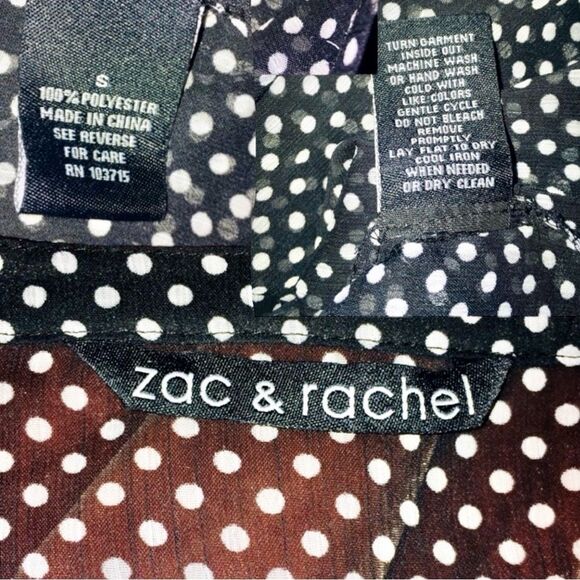 S
100% POLYESTER
MADE IN CHINA
SEE REVERSE
FOR CARE
RN 103715
TURN GARMENT
INSIDE OUT
MACHINE WASH
OR HAND WASH
COLD WITH
LIKE COLORS
GENTLE CYCLE
DO NOT BLEACH
REMOVE
PROMPTLY
LAY FLAT TO DRY
COOL IRON
WHEN NEEDED
OR DRY CLEAN
zac & rachel